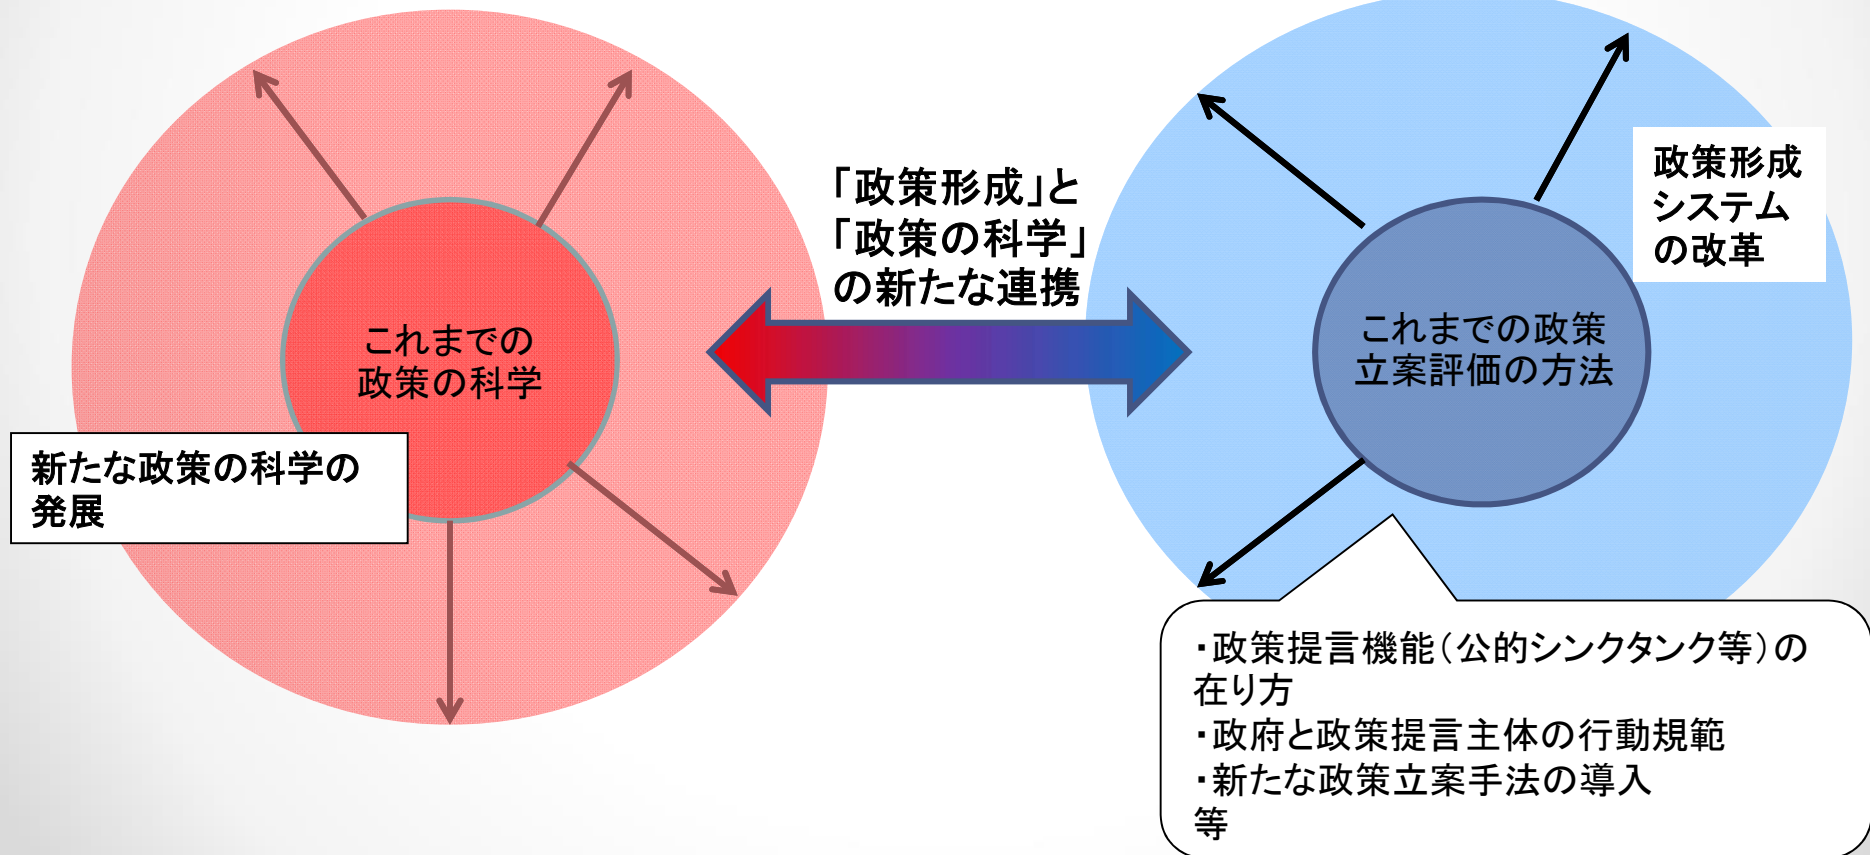 これまでの
政策の科学
新たな政策の科学の
発展
「政策形成」と
「政策の科学」
の新たな連携
政策形成
システム
の改革
これまでの政策
立案評価の方法
・政策提言機能(公的シンクタンク等)の
在り方
・政府と政策提言主体の行動規範
・新たな政策立案手法の導入
等